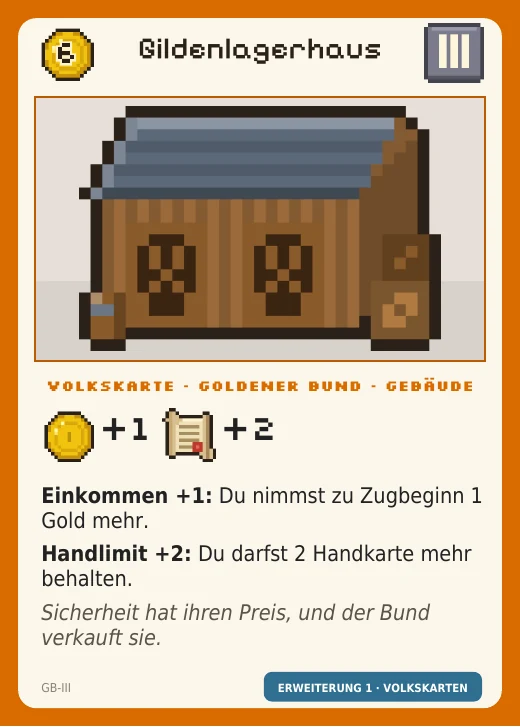 6 Gildenlagerhaus III
VOLKSKARTE - GOLDENER BUND - GEBÄUDE
+1 +2
Einkommen +1: Du nimmst zu Zugbeginn 1
Gold mehr.
Handlimit +2: Du darfst 2 Handkarte mehr
behalten.
Sicherheit hat ihren Preis, und der Bund
verkauft sie.
GB-III
ERWEITERUNG 1 · VOLKSKARTEN